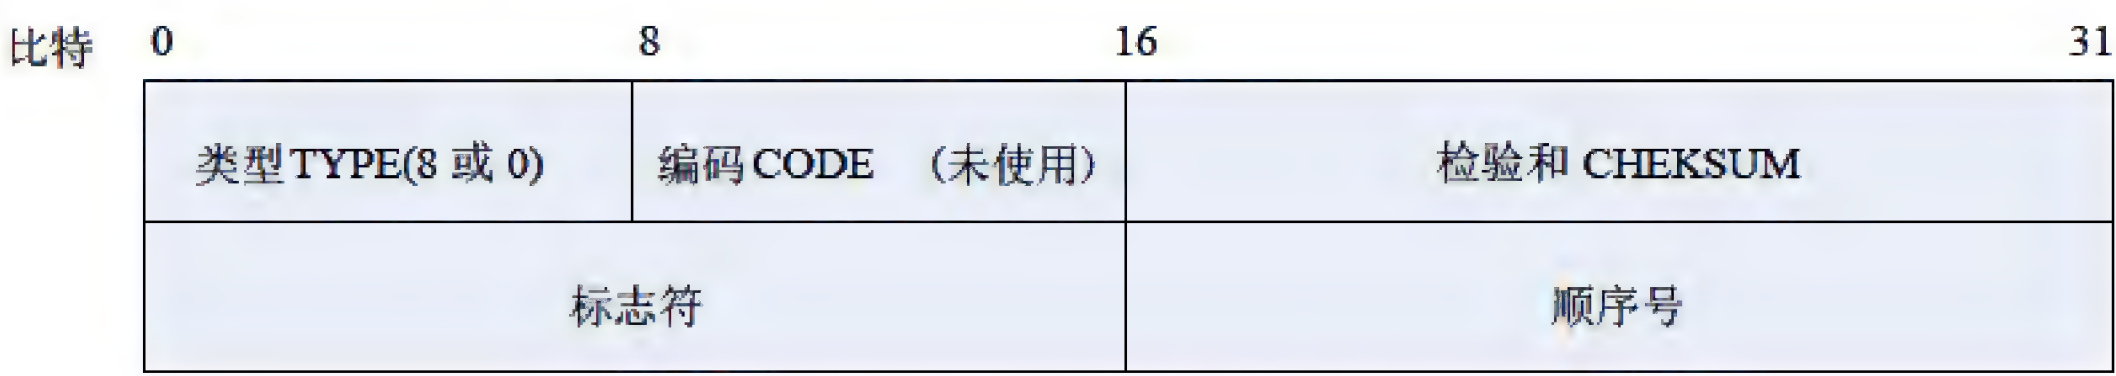 比特 0 8 16 31
类型TYPE(8 或 0) 编码CODE （未使用） 检验和 CHEKSUM
标志符 顺序号